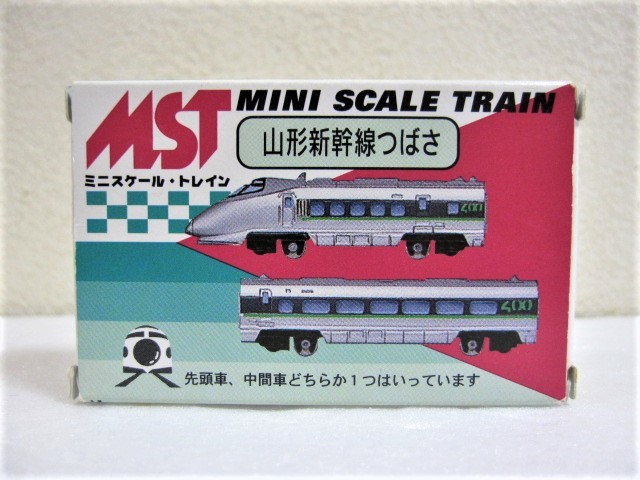 MST
MINI SCALE TRAIN
山形新幹線つばさ
ミニスケール・トレイン
400
400
先頭車、中間車どちらか1つはいっています